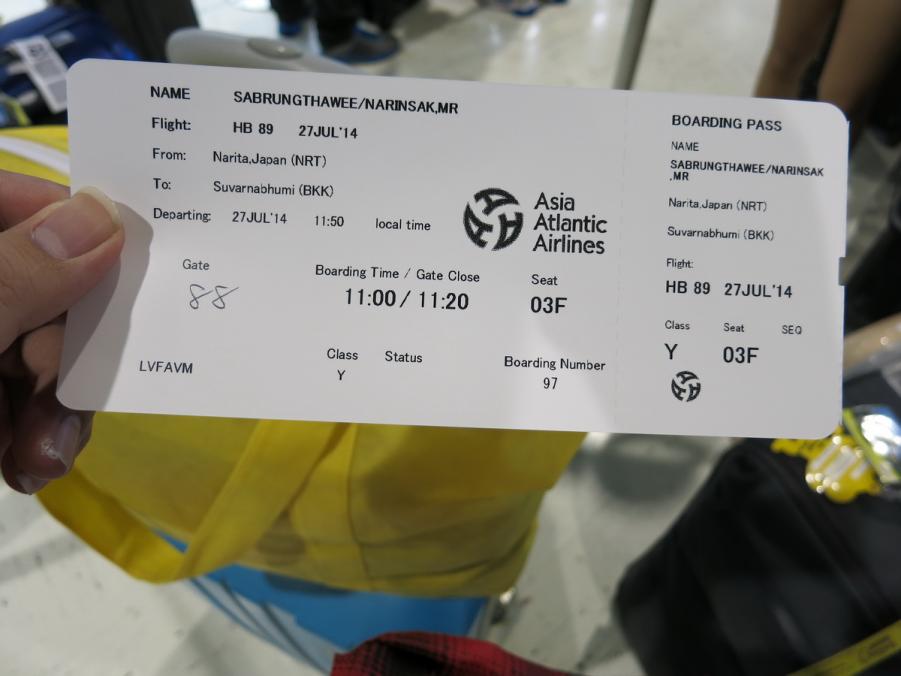 NAME SABRUNGTHAWEE/NARINSAK,MR
Flight: HB 89 27JUL'14
From: Narita,Japan (NRT)
To: Suvarnabhumi (BKK)
Departing: 27JUL'14 11:50 local time
Asia
Atlantic
Airlines
Gate Boarding Time / Gate Close Seat
88 11:00 / 11:20 03F
Class Status Boarding Number
LVFAVM Y 97
BOARDING PASS
NAME
SABRUNGTHAWEE/NARINSAK
,MR
Narita,Japan (NRT)
Suvarnabhumi (BKK)
Flight:
HB 89 27JUL'14
Class Seat SEQ
Y 03F